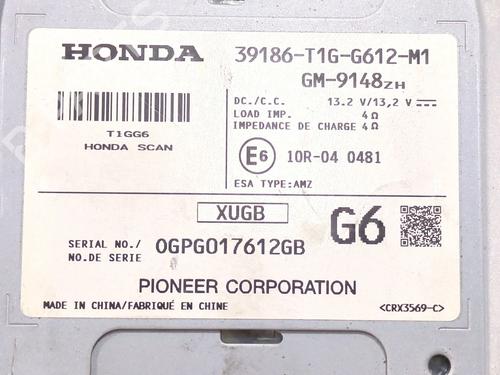 HONDA
39186-T1G-G612-M1
GM-9148ZH
DC./C.C. 13.2 V/13,2 V
LOAD IMP. 4Ω
IMPEDANCE DE CHARGE 4Ω
T1GG6
HONDA SCAN
E6 10R-04 0481
ESA TYPE:AMZ
XUGB
G6
SERIAL NO./
NO.DE SERIE
0GPG017612GB
PIONEER CORPORATION
MADE IN CHINA/FABRIQUÉ EN CHINE
<CRX3569-C>